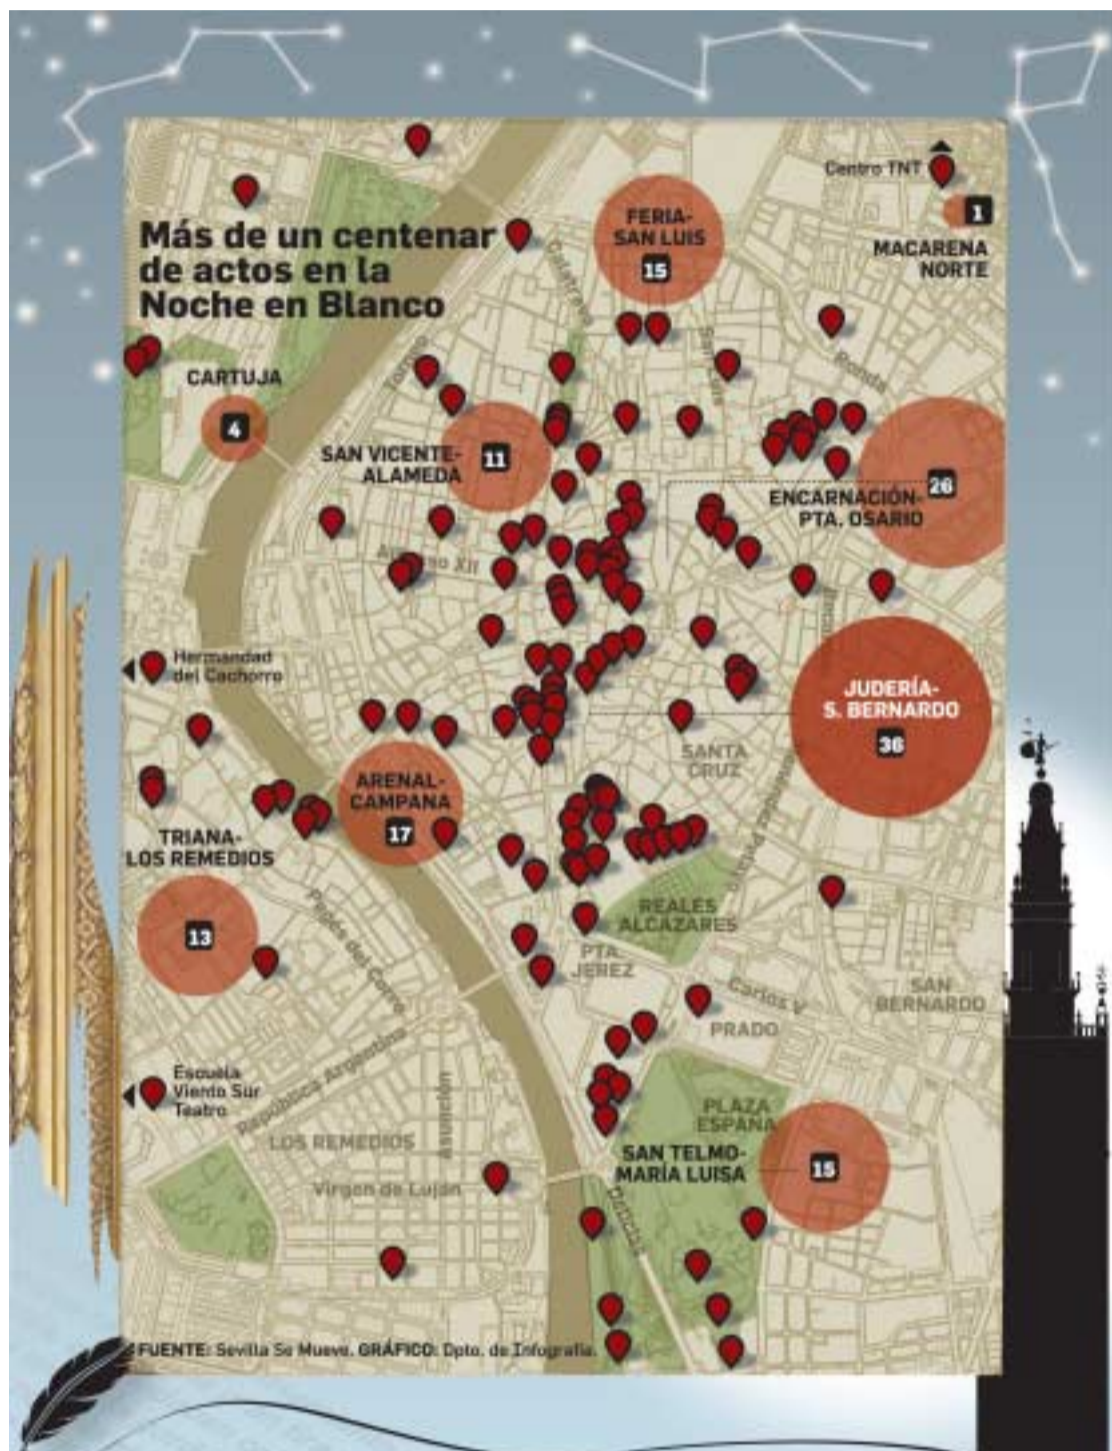 Centro TNT
1
MACARENA
NORTE
FERIA-
SAN LUIS
15
Más de un centenar
de actos en la
Noche en Blanco
Torneo
Ronda
CARTUJA
4
SAN VICENTE-
ALAMEDA
11
ENCARNACIÓN-
PTA. OSARIO
26
Alfonso XII
Hermandad
del Cachorro
JUDERÍA-
S. BERNARDO
36
SANTA
CRUZ
ARENAL-
CAMPANA
17
TRIANA-
LOS REMEDIOS
13
Pagés del Corro
REALES
ALCÁZARES
PTA.
JEREZ
Carlos V
SAN
BERNARDO
PRADO
República Argentina
Asunción
Escuela
Viento Sur
Teatro
PLAZA
ESPAÑA
LOS REMEDIOS
SAN TELMO-
MARÍA LUISA
15
Virgen de Luján
FUENTE: Sevilla Se Mueve. GRÁFICO: Dpto. de Infografía.